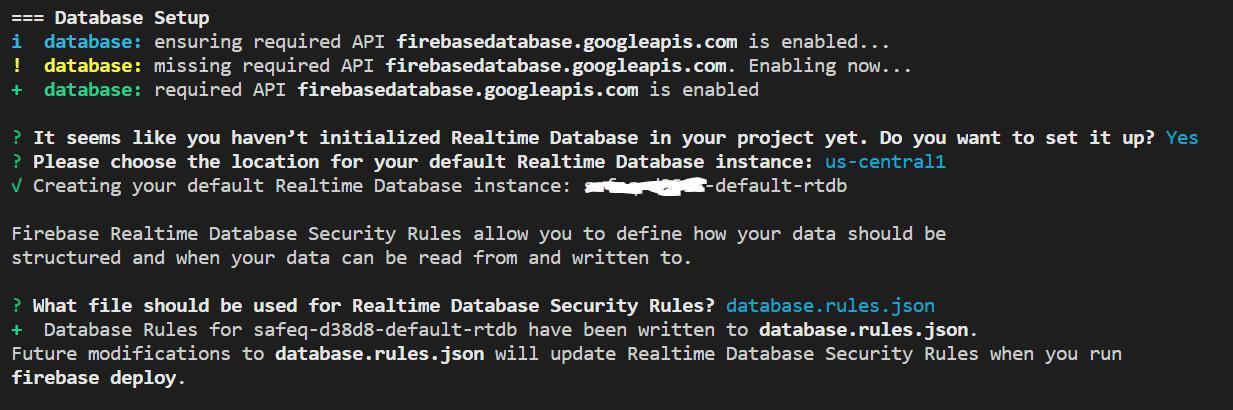 === Database Setup
i  database: ensuring required API firebasedatabase.googleapis.com is enabled...
!  database: missing required API firebasedatabase.googleapis.com. Enabling now...
+  database: required API firebasedatabase.googleapis.com is enabled
? It seems like you haven’t initialized Realtime Database in your project yet. Do you want to set it up? Yes
? Please choose the location for your default Realtime Database instance: us-central1
√ Creating your default Realtime Database instance: -default-rtdb
Firebase Realtime Database Security Rules allow you to define how your data should be
structured and when your data can be read from and written to.
? What file should be used for Realtime Database Security Rules? database.rules.json
+  Database Rules for safeq-d38d8-default-rtdb have been written to database.rules.json.
Future modifications to database.rules.json will update Realtime Database Security Rules when you run
firebase deploy.